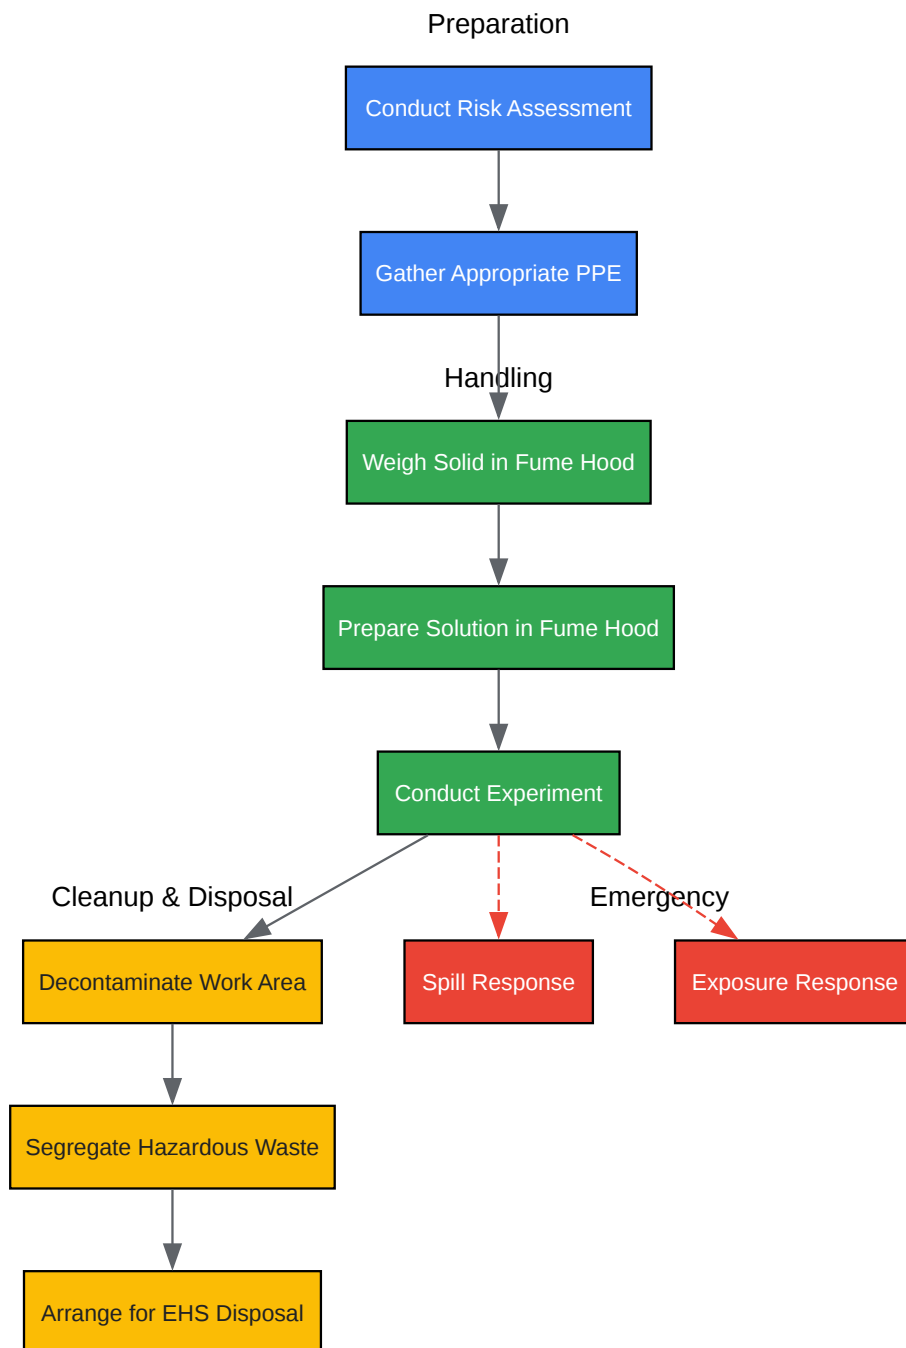 Preparation
Conduct Risk Assessment
Gather Appropriate PPE
Handling
Weigh Solid in Fume Hood
Prepare Solution in Fume Hood
Conduct Experiment
Cleanup & Disposal
Emergency
Decontaminate Work Area
Spill Response
Exposure Response
Segregate Hazardous Waste
Arrange for EHS Disposal